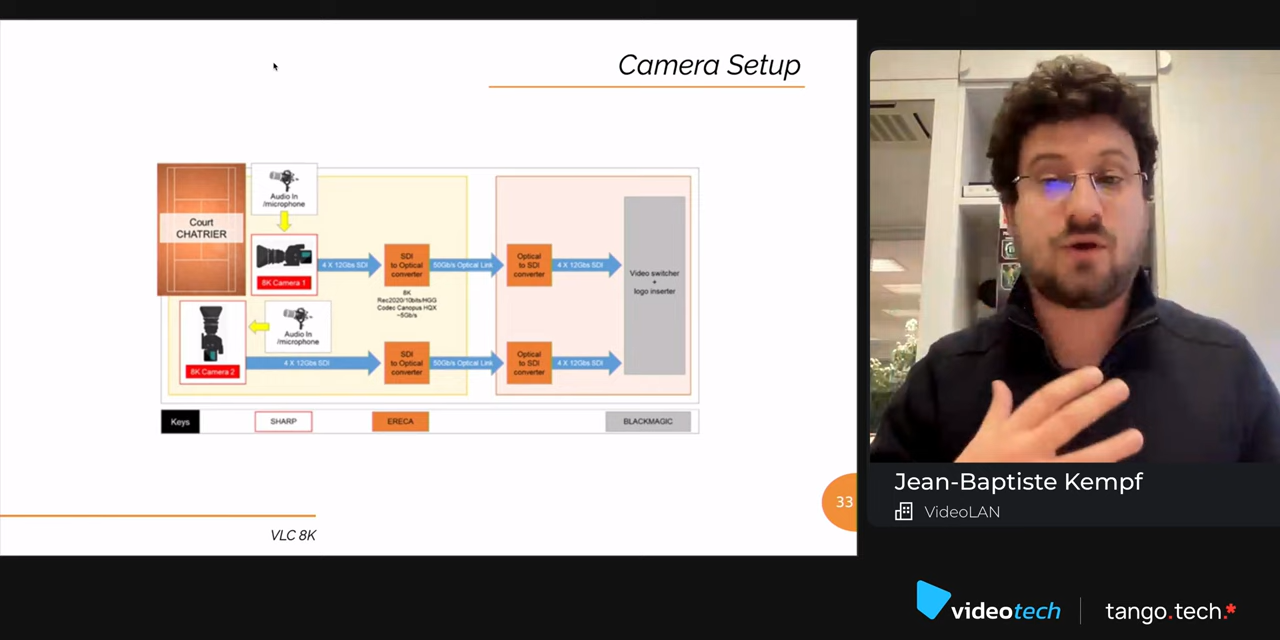 Camera Setup
Court
CHATRIER
Audio In
/microphone
8K Camera 1
4 X 12Gbs SDI
SDI
to Optical
converter
50Gb/s Optical Link
Optical
to SDI
converter
4 X 12Gbs SDI
Video switcher
+
logo inserter
8K
Rec2020/10bits/HGG
Codec Canopus HQX
~5Gb/s
Audio In
/microphone
8K Camera 2
4 X 12Gbs SDI
SDI
to Optical
converter
50Gb/s Optical Link
Optical
to SDI
converter
4 X 12Gbs SDI
Keys
SHARP
ERECA
BLACKMAGIC
33
VLC 8K
Jean-Baptiste Kempf
VideoLAN
videotech
tango.tech.*